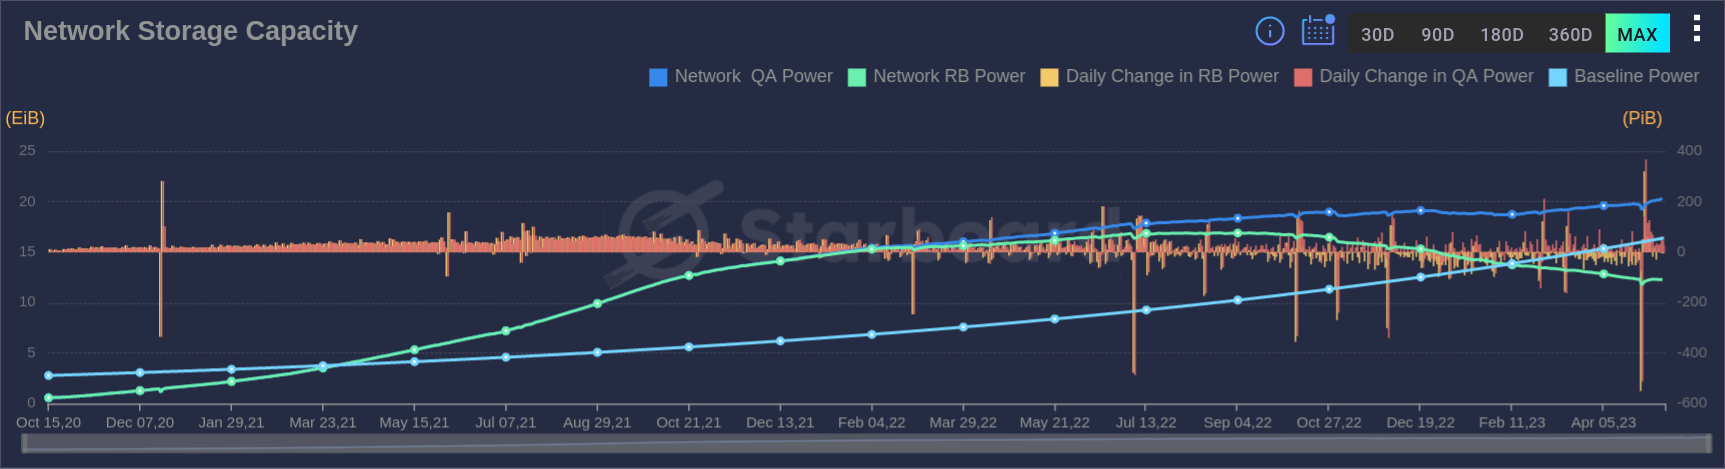 Network Storage Capacity
30D 90D 180D 360D MAX
Network QA Power Network RB Power Daily Change in RB Power Daily Change in QA Power Baseline Power
(EiB) (PiB)
25 400
20 200
15 0
10 -200
5 -400
0 -600
Starboard
Oct 15,20 Dec 07,20 Jan 29,21 Mar 23,21 May 15,21 Jul 07,21 Aug 29,21 Oct 21,21 Dec 13,21 Feb 04,22 Mar 29,22 May 21,22 Jul 13,22 Sep 04,22 Oct 27,22 Dec 19,22 Feb 11,23 Apr 05,23